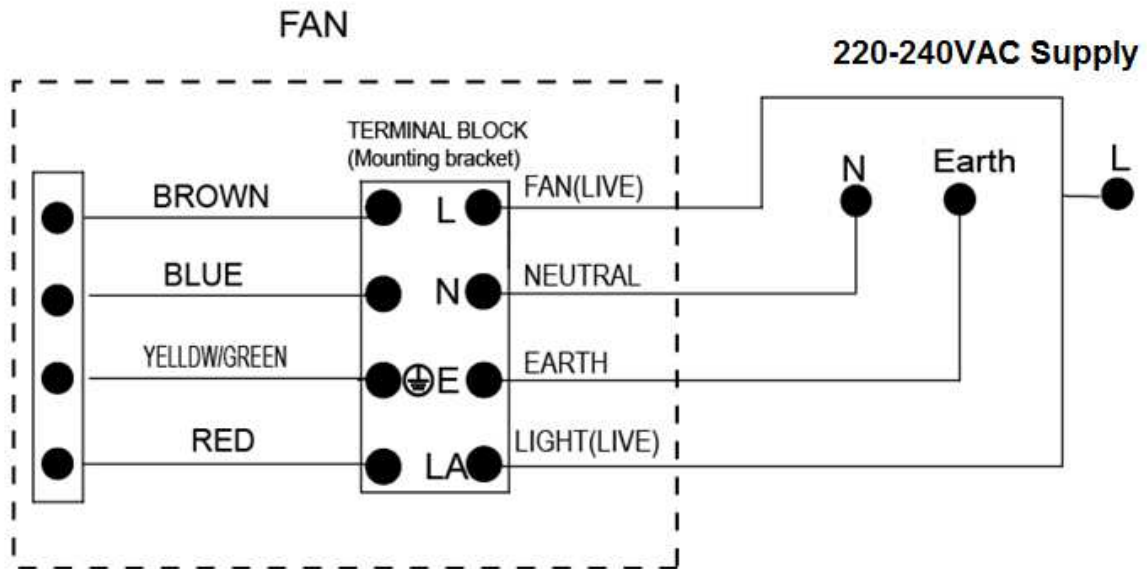 FAN
220-240VAC Supply
TERMINAL BLOCK
(Mounting bracket)
BROWN
L
FAN(LIVE)
N
Earth
L
BLUE
N
NEUTRAL
YELLDW/GREEN
E
EARTH
RED
LA
LIGHT(LIVE)